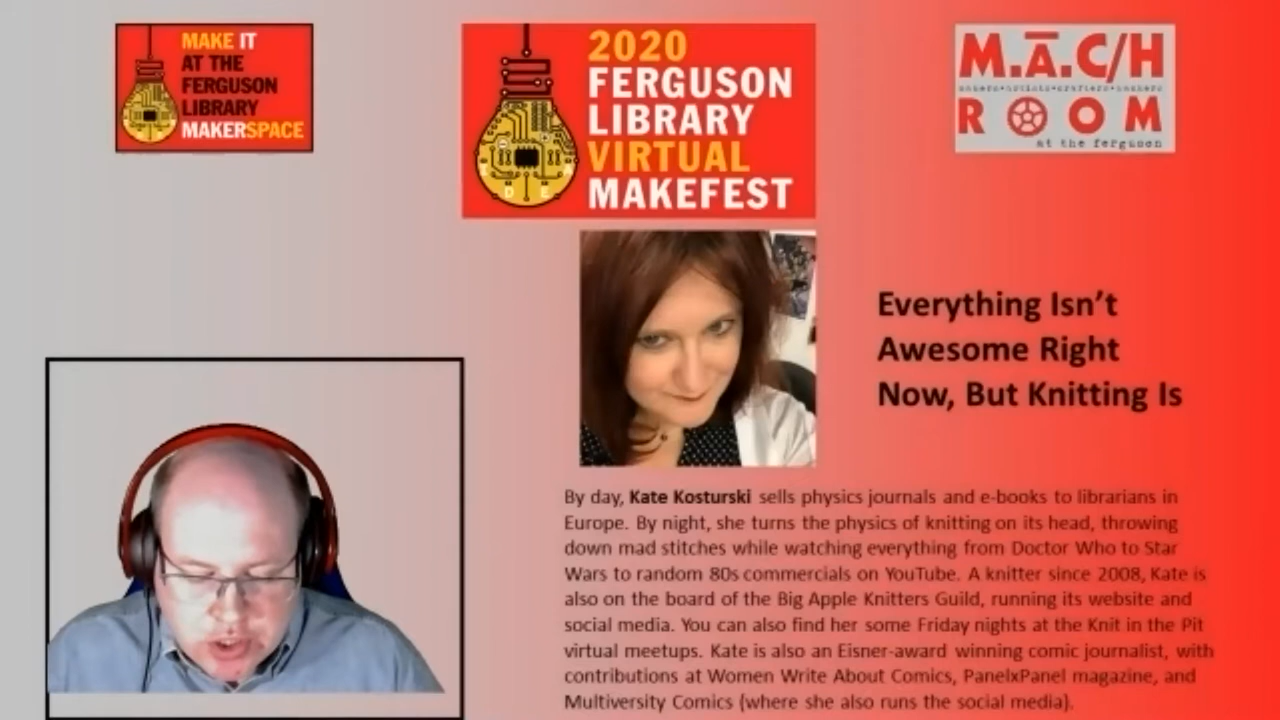 MAKE IT
AT THE
FERGUSON
LIBRARY
MAKERSPACE
2020
FERGUSON
LIBRARY
VIRTUAL
MAKEFEST
I D E A
M.Ā.C/H
makers·artists·crafters·hackers
ROOM
at the ferguson
Everything Isn’t
Awesome Right
Now, But Knitting Is
By day, Kate Kosturski sells physics journals and e-books to librarians in
Europe. By night, she turns the physics of knitting on its head, throwing
down mad stitches while watching everything from Doctor Who to Star
Wars to random 80s commercials on YouTube. A knitter since 2008, Kate is
also on the board of the Big Apple Knitters Guild, running its website and
social media. You can also find her some Friday nights at the Knit in the Pit
virtual meetups. Kate is also an Eisner-award winning comic journalist, with
contributions at Women Write About Comics, PanelxPanel magazine, and
Multiversity Comics (where she also runs the social media).